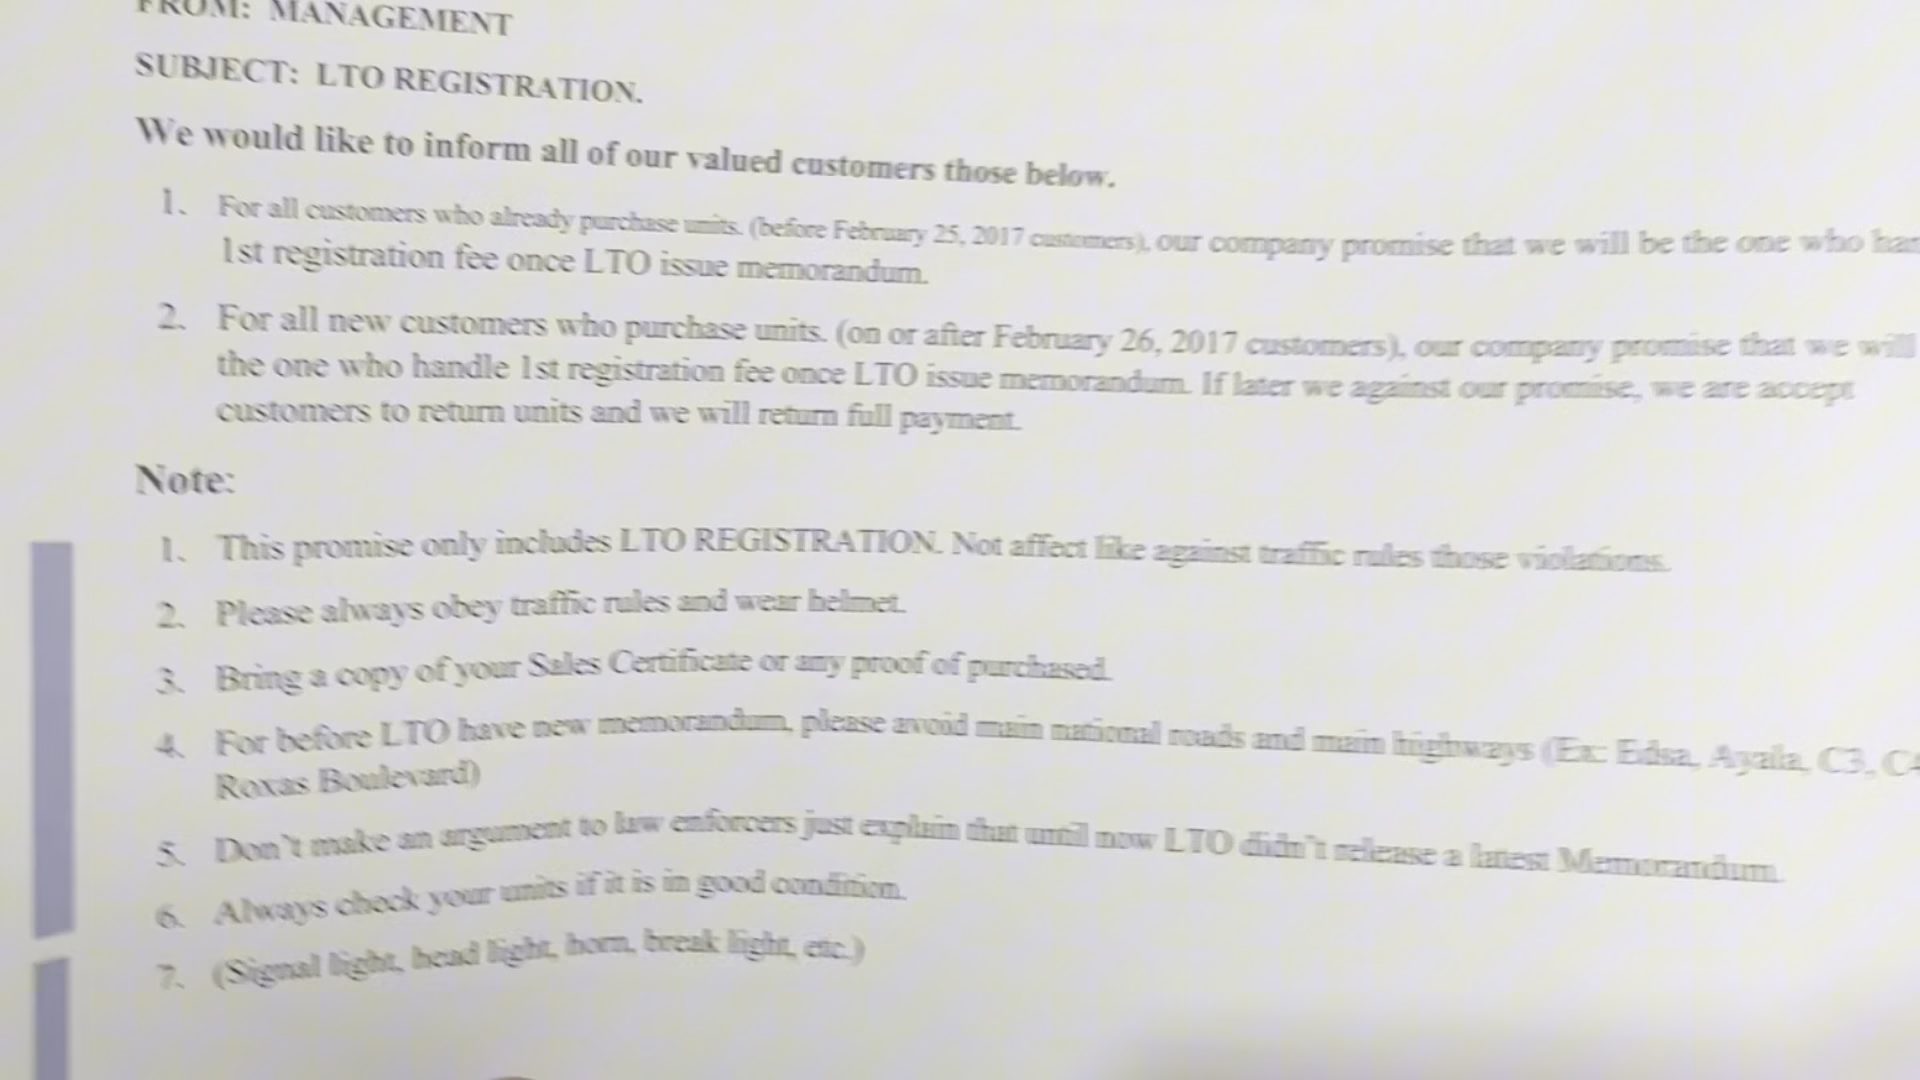 FROM: MANAGEMENT
SUBJECT: LTO REGISTRATION.
We would like to inform all of our valued customers those below.
1. For all customers who already purchase units. (before February 25, 2017 customers), our company promise that we will be the one who han
1st registration fee once LTO issue memorandum.
2. For all new customers who purchase units. (on or after February 26, 2017 customers), our company promise that we will
the one who handle 1st registration fee once LTO issue memorandum. If later we against our promise, we are accept
customers to return units and we will return full payment.
Note:
1. This promise only includes LTO REGISTRATION. Not affect like against traffic rules those violations.
2. Please always obey traffic rules and wear helmet.
3. Bring a copy of your Sales Certificate or any proof of purchased.
4. For before LTO have new memorandum, please avoid main national roads and main highways (Ex: Edsa, Ayala, C3, C4
Roxas Boulevard)
5. Don't make an argument to law enforcers just explain that until now LTO didn't release a latest Memorandum.
6. Always check your units if it is in good condition.
7. (Signal light, head light, horn, break light, etc.)